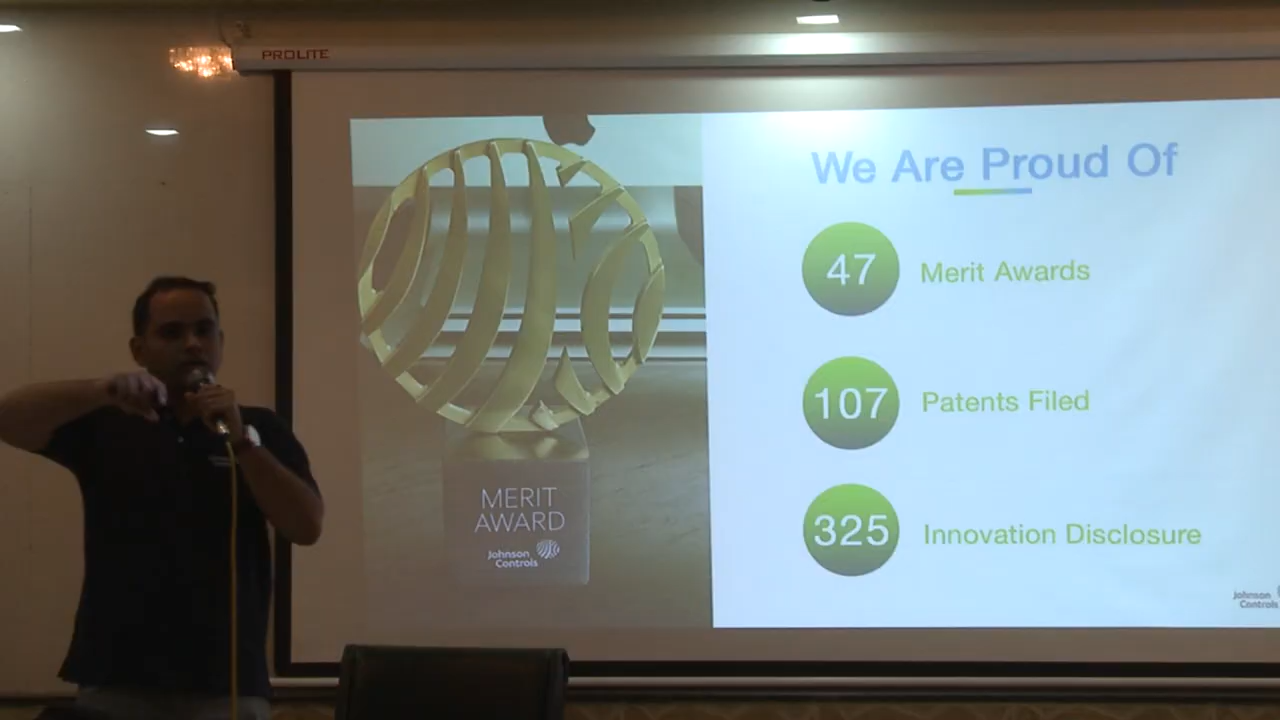 PROLITE
We Are Proud Of
47
Merit Awards
107
Patents Filed
325
Innovation Disclosure
MERIT
AWARD
Johnson
Controls
Johnson
Controls